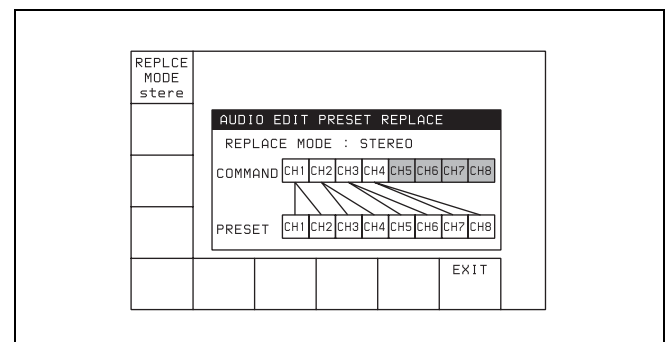 REPLCE
MODE
stere
AUDIO EDIT PRESET REPLACE
REPLACE MODE : STEREO
COMMAND CH1 CH2 CH3 CH4 CH5 CH6 CH7 CH8
PRESET CH1 CH2 CH3 CH4 CH5 CH6 CH7 CH8
EXIT